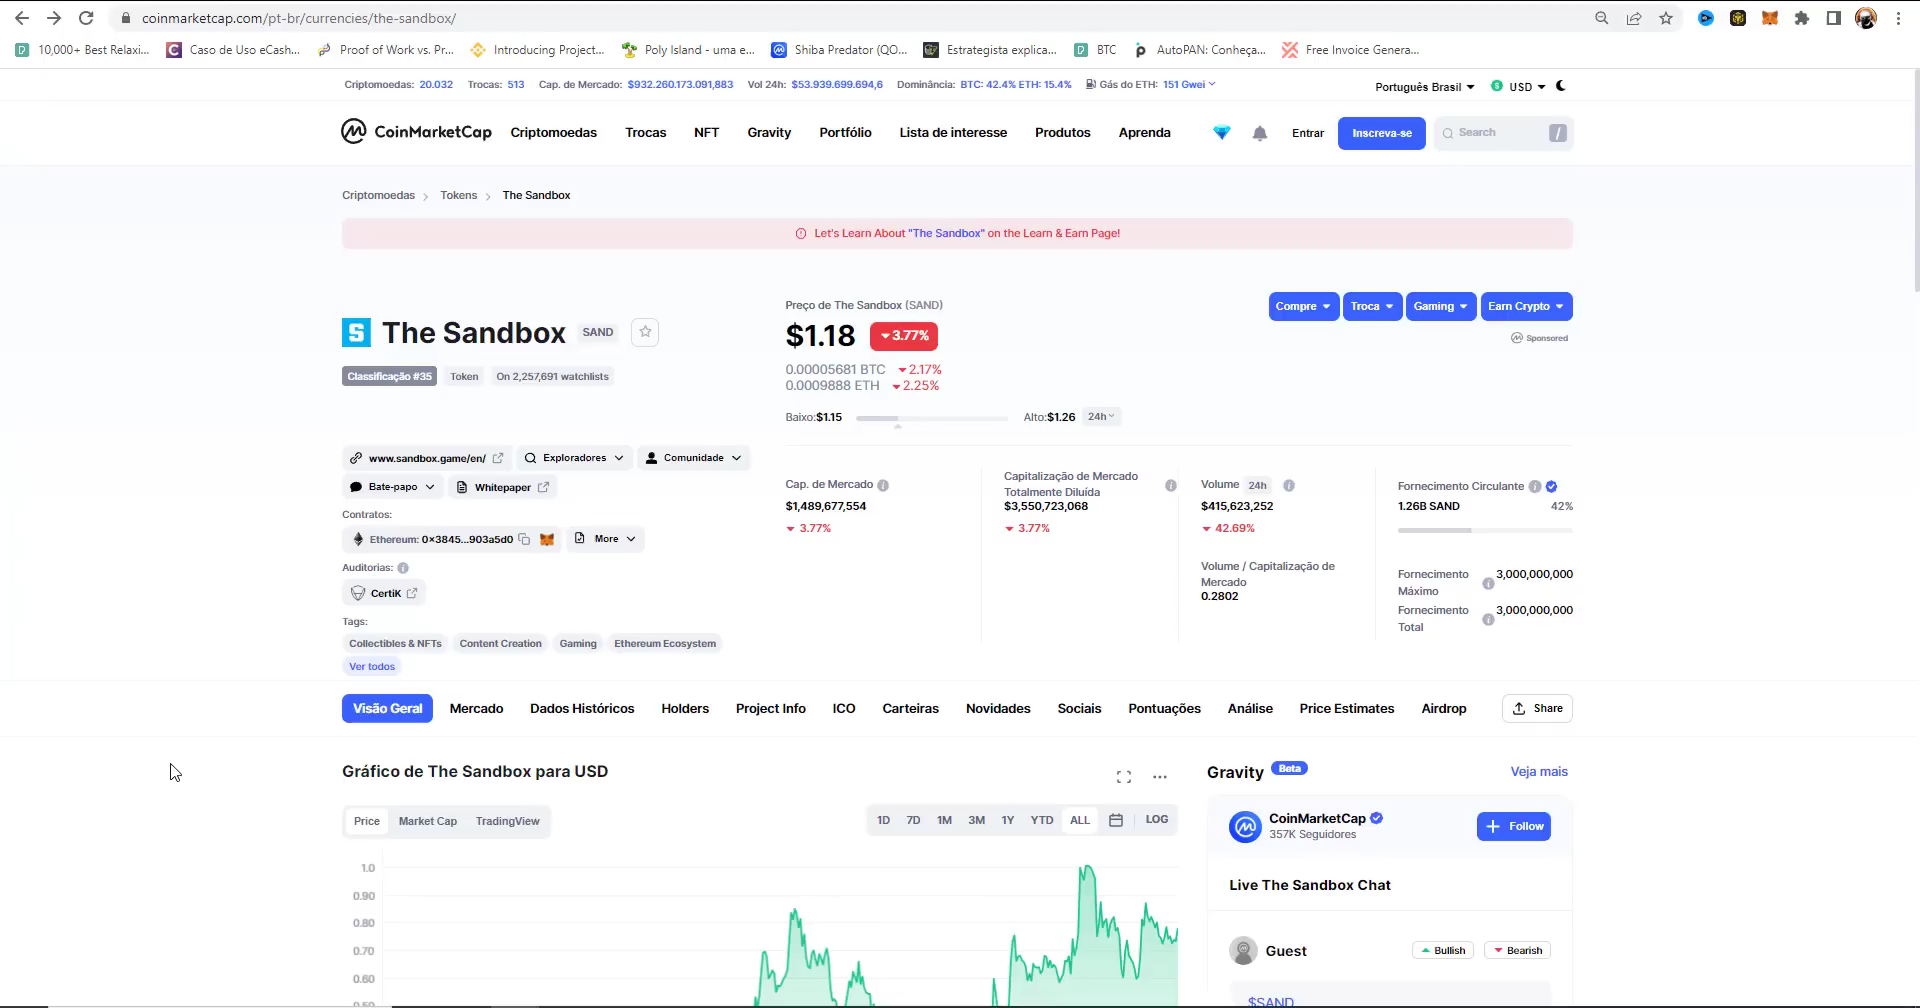 coinmarketcap.com/pt-br/currencies/the-sandbox/
10,000+ Best Relaxi...
Caso de Uso eCash...
Proof of Work vs. Pr...
Introducing Project...
Poly Island - uma e...
Shiba Predator (QO...
Estrategista explica...
BTC
AutoPAN: Conheça...
Free Invoice Genera...
Criptomoedas: 20.032 Trocas: 513 Cap. de Mercado: $932.260.173.091,883 Vol 24h: $53.939.699.694,6 Dominância: BTC: 42.4% ETH: 15.4% Gás do ETH: 151 Gwei
Português Brasil
$ USD
CoinMarketCap
Criptomoedas Trocas NFT Gravity Portfólio Lista de interesse Produtos Aprenda
Entrar
Inscreva-se
Search /
Criptomoedas Tokens The Sandbox
Let's Learn About "The Sandbox" on the Learn & Earn Page!
S The Sandbox SAND
Classificação #35 Token On 2,257,691 watchlists
Preço de The Sandbox (SAND)
$1.18 3.77%
0.00005681 BTC 2.17%
0.0009888 ETH 2.25%
Baixo:$1.15 Alto:$1.26 24h
Compre Troca Gaming Earn Crypto
Sponsored
www.sandbox.game/en/ Exploradores Comunidade
Bate-papo Whitepaper
Contratos:
Ethereum: 0x3845...903a5d0 More
Auditorias:
CertiK
Tags:
Collectibles & NFTs Content Creation Gaming Ethereum Ecosystem
Ver todos
Cap. de Mercado
$1,489,677,554
3.77%
Capitalização de Mercado
Totalmente Diluída
$3,550,723,068
3.77%
Volume 24h
$415,623,252
42.69%
Volume / Capitalização de
Mercado
0.2802
Fornecimento Circulante
1.26B SAND 42%
Fornecimento
Máximo
3,000,000,000
Fornecimento
Total
3,000,000,000
Visão Geral Mercado Dados Históricos Holders Project Info ICO Carteiras Novidades Sociais Pontuações Análise Price Estimates Airdrop
Share
Gráfico de The Sandbox para USD
Price Market Cap TradingView
1D 7D 1M 3M 1Y YTD ALL LOG
1.0
0.90
0.80
0.70
0.60
0.50
Gravity Beta
Veja mais
CoinMarketCap
357K Seguidores
Follow
Live The Sandbox Chat
Guest
Bullish Bearish
$SAND